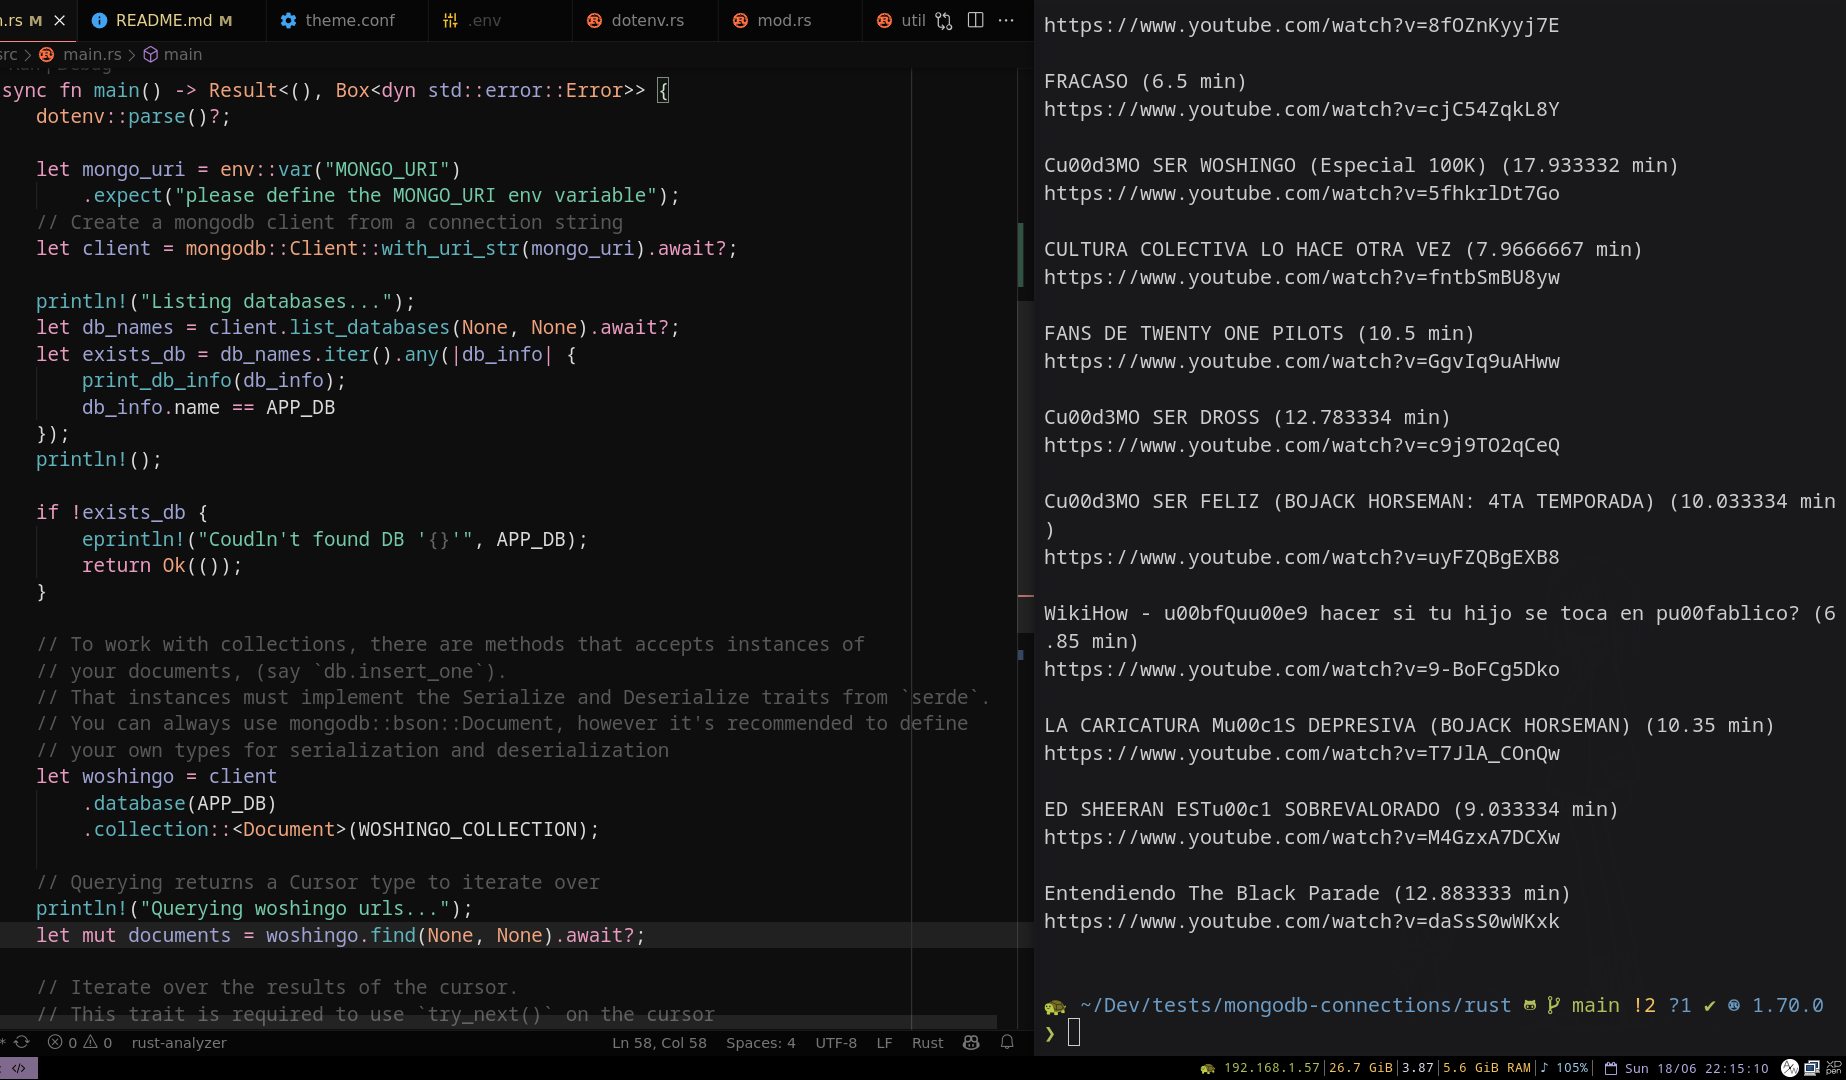 n.rs M
README.md M
theme.conf
.env
dotenv.rs
mod.rs
util
src > main.rs > main
sync fn main() -> Result<(), Box<dyn std::error::Error>> {
dotenv::parse()?;
let mongo_uri = env::var("MONGO_URI")
.expect("please define the MONGO_URI env variable");
// Create a mongodb client from a connection string
let client = mongodb::Client::with_uri_str(mongo_uri).await?;
println!("Listing databases...");
let db_names = client.list_databases(None, None).await?;
let exists_db = db_names.iter().any(|db_info| {
print_db_info(db_info);
db_info.name == APP_DB
});
println!();
if !exists_db {
eprintln!("Coudln't found DB '{}'", APP_DB);
return Ok(());
}
// To work with collections, there are methods that accepts instances of
// your documents, (say `db.insert_one`).
// That instances must implement the Serialize and Deserialize traits from `serde`.
// You can always use mongodb::bson::Document, however it's recommended to define
// your own types for serialization and deserialization
let woshingo = client
.database(APP_DB)
.collection::<Document>(WOSHINGO_COLLECTION);
// Querying returns a Cursor type to iterate over
println!("Querying woshingo urls...");
let mut documents = woshingo.find(None, None).await?;
// Iterate over the results of the cursor.
// This trait is required to use `try_next()` on the cursor
0 0 rust-analyzer
Ln 58, Col 58 Spaces: 4 UTF-8 LF Rust
https://www.youtube.com/watch?v=8fOZnKyyj7E
FRACASO (6.5 min)
https://www.youtube.com/watch?v=cjC54ZqkL8Y
Cu00d3MO SER WOSHINGO (Especial 100K) (17.933332 min)
https://www.youtube.com/watch?v=5fhkrlDt7Go
CULTURA COLECTIVA LO HACE OTRA VEZ (7.9666667 min)
https://www.youtube.com/watch?v=fntbSmBU8yw
FANS DE TWENTY ONE PILOTS (10.5 min)
https://www.youtube.com/watch?v=GgvIq9uAHww
Cu00d3MO SER DROSS (12.783334 min)
https://www.youtube.com/watch?v=c9j9TO2qCeQ
Cu00d3MO SER FELIZ (BOJACK HORSEMAN: 4TA TEMPORADA) (10.033334 min
)
https://www.youtube.com/watch?v=uyFZQBgEXB8
WikiHow - u00bfQuu00e9 hacer si tu hijo se toca en pu00fablico? (6
.85 min)
https://www.youtube.com/watch?v=9-BoFCg5Dko
LA CARICATURA Mu00c1S DEPRESIVA (BOJACK HORSEMAN) (10.35 min)
https://www.youtube.com/watch?v=T7JlA_COnQw
ED SHEERAN ESTu00c1 SOBREVALORADO (9.033334 min)
https://www.youtube.com/watch?v=M4GzxA7DCXw
Entendiendo The Black Parade (12.883333 min)
https://www.youtube.com/watch?v=daSsS0wWKxk
~/Dev/tests/mongodb-connections/rust main !2 ?1 ✔ 1.70.0
❯
192.168.1.57 | 26.7 GiB | 3.87 | 5.6 GiB RAM | ♪ 105% | Sun 18/06 22:15:10